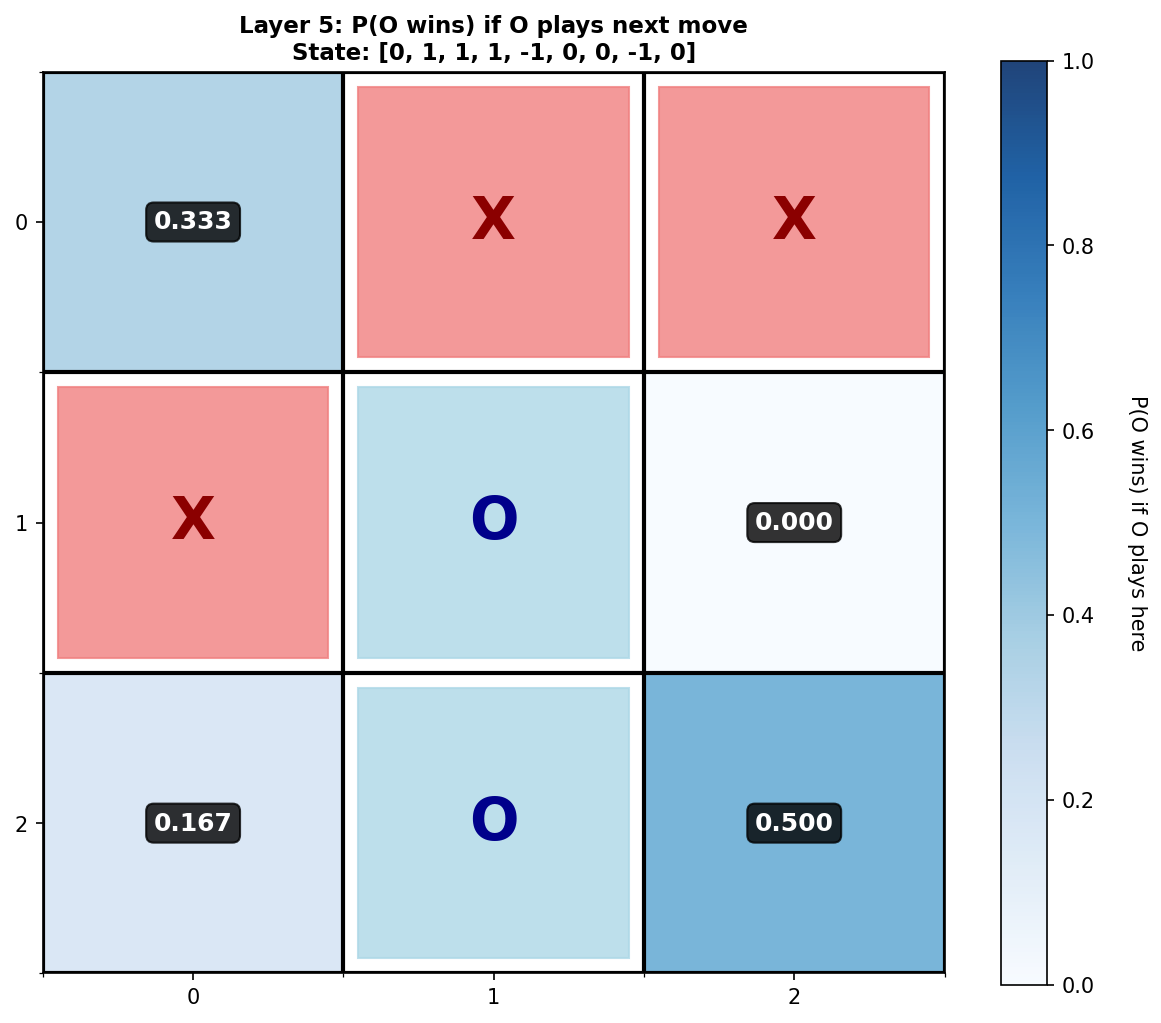 Layer 5: P(O wins) if O plays next move
State: [0, 1, 1, 1, -1, 0, 0, -1, 0]
0
0.333
X
X
1
X
O
0.000
2
0.167
O
0.500
0
1
2
1.0
0.8
0.6
0.4
0.2
0.0
P(O wins) if O plays here